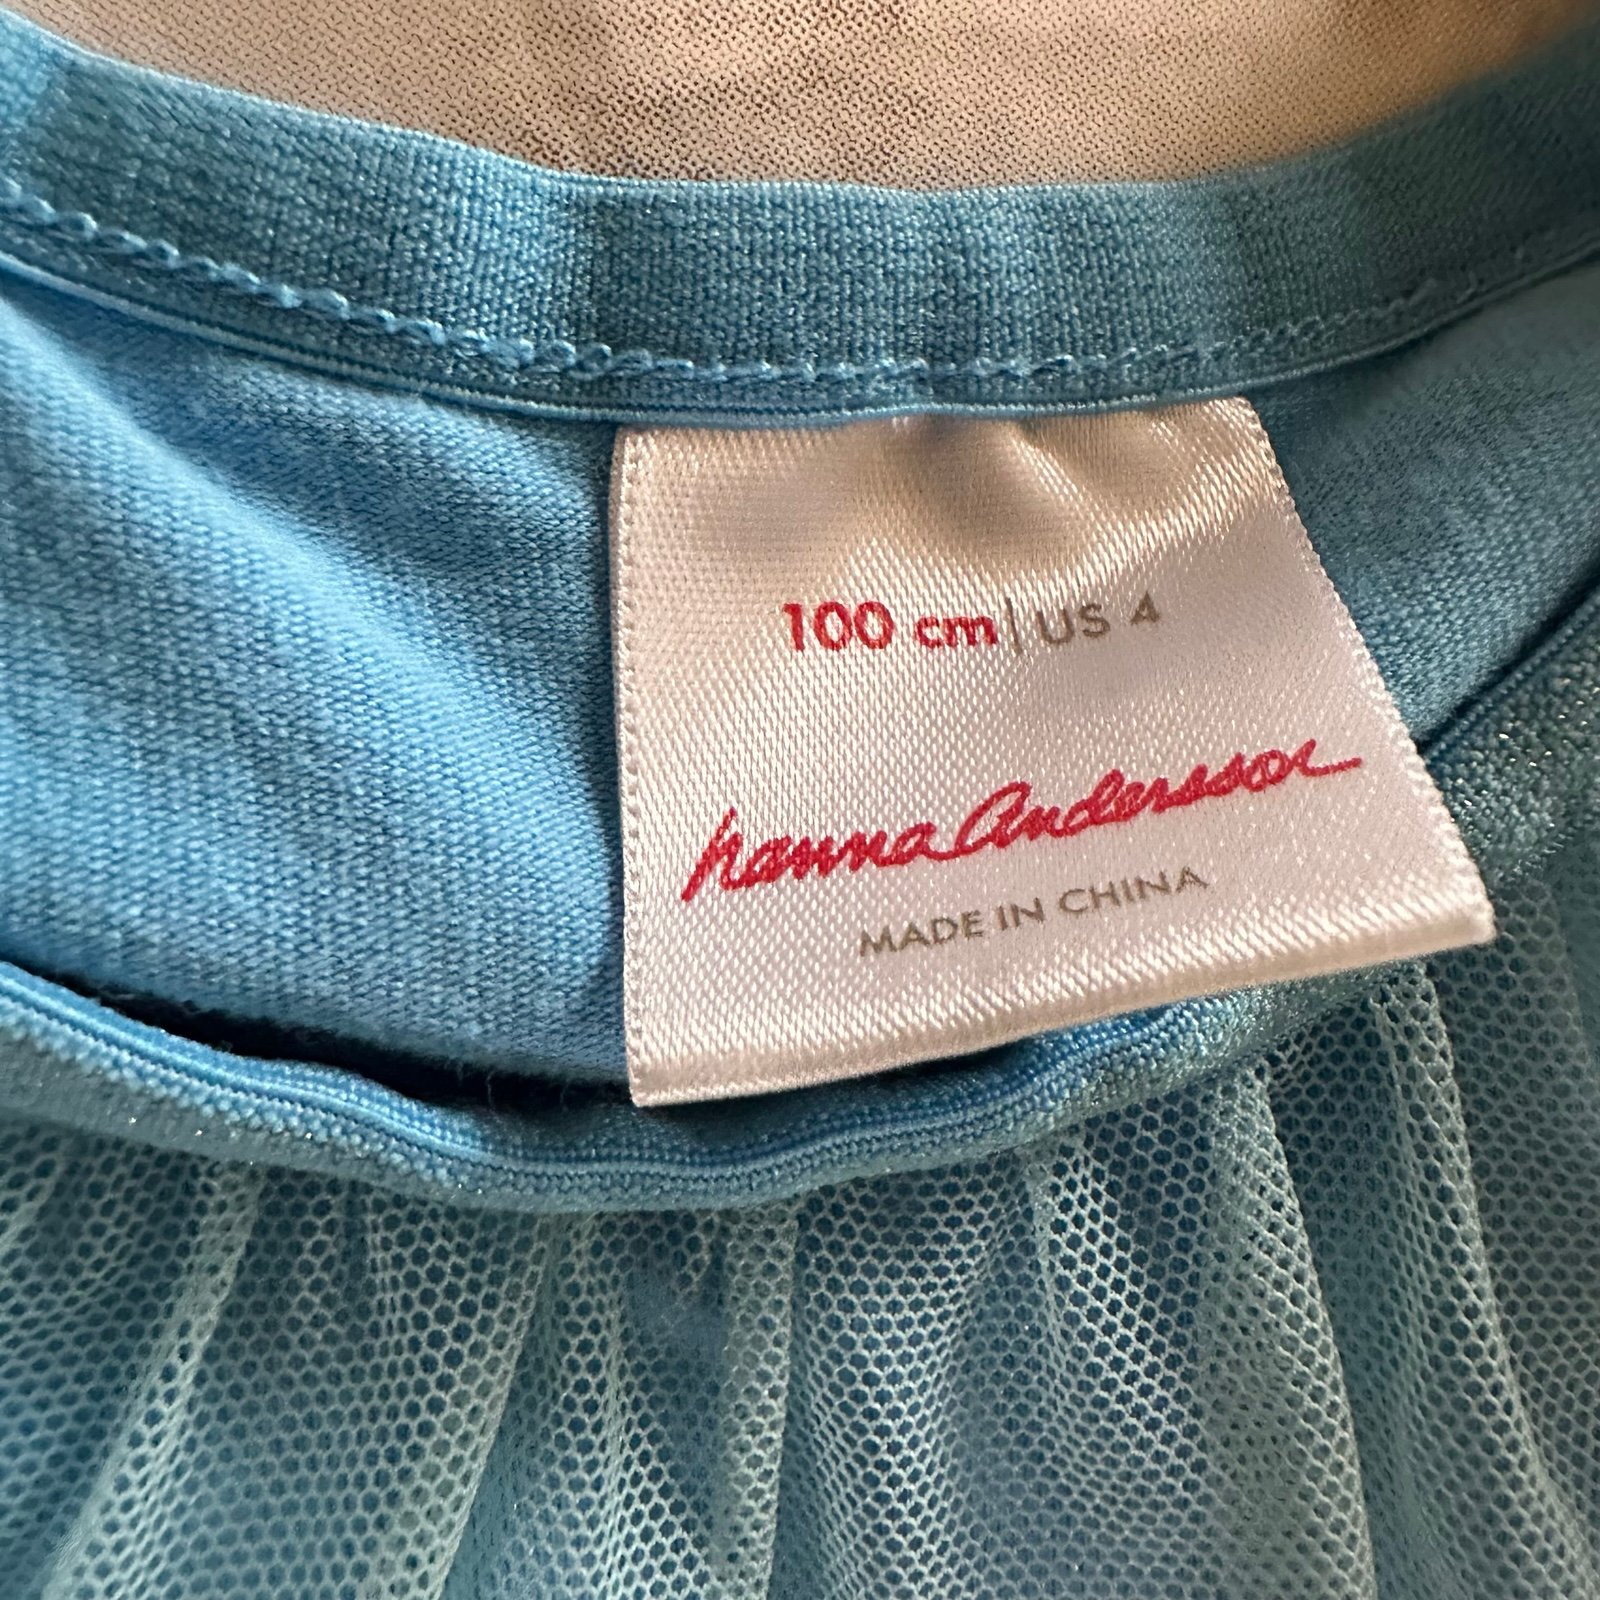 100 cm | US 4
hanna Andersson
MADE IN CHINA